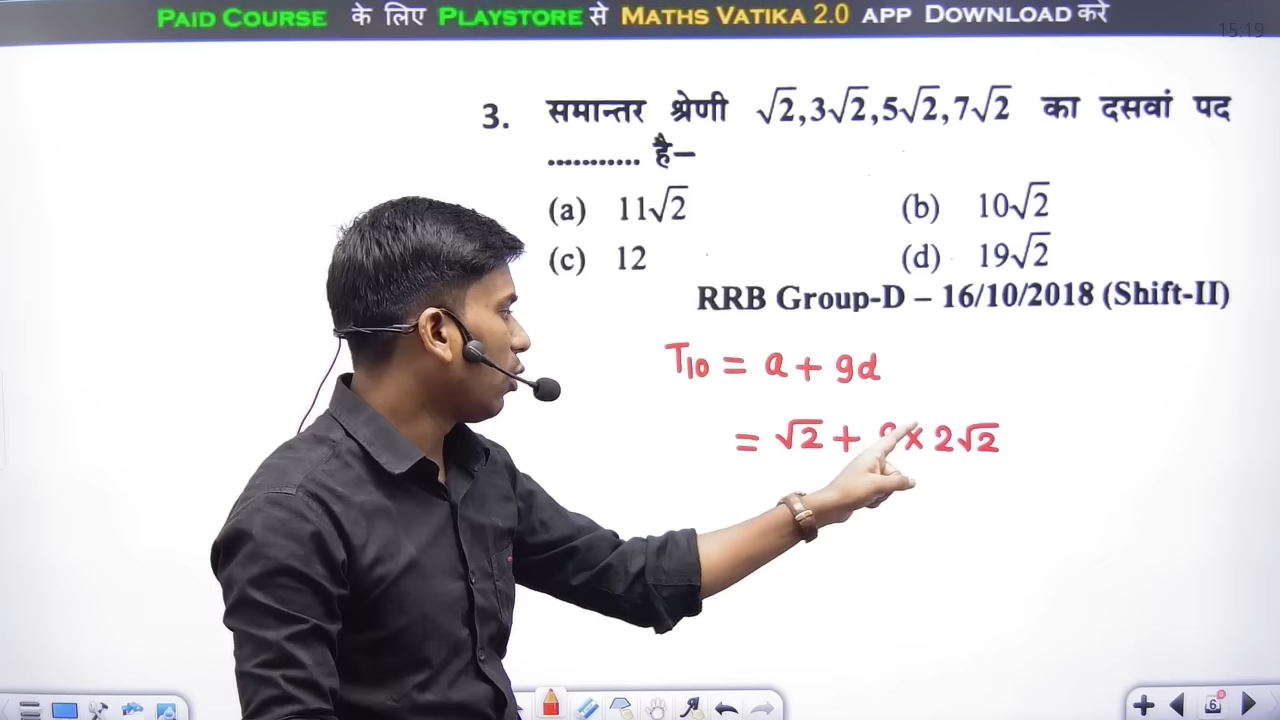 PAID COURSE के लिए PLAYSTORE से MATHS VATIKA 2.0 APP DOWNLOAD करे
15:19
3. समान्तर श्रेणी √2,3√2,5√2,7√2 का दसवां पद
........... है–
(a) 11√2 (b) 10√2
(c) 12 (d) 19√2
RRB Group-D – 16/10/2018 (Shift-II)
T10 = a + 9d
= √2 + × 2√2
6